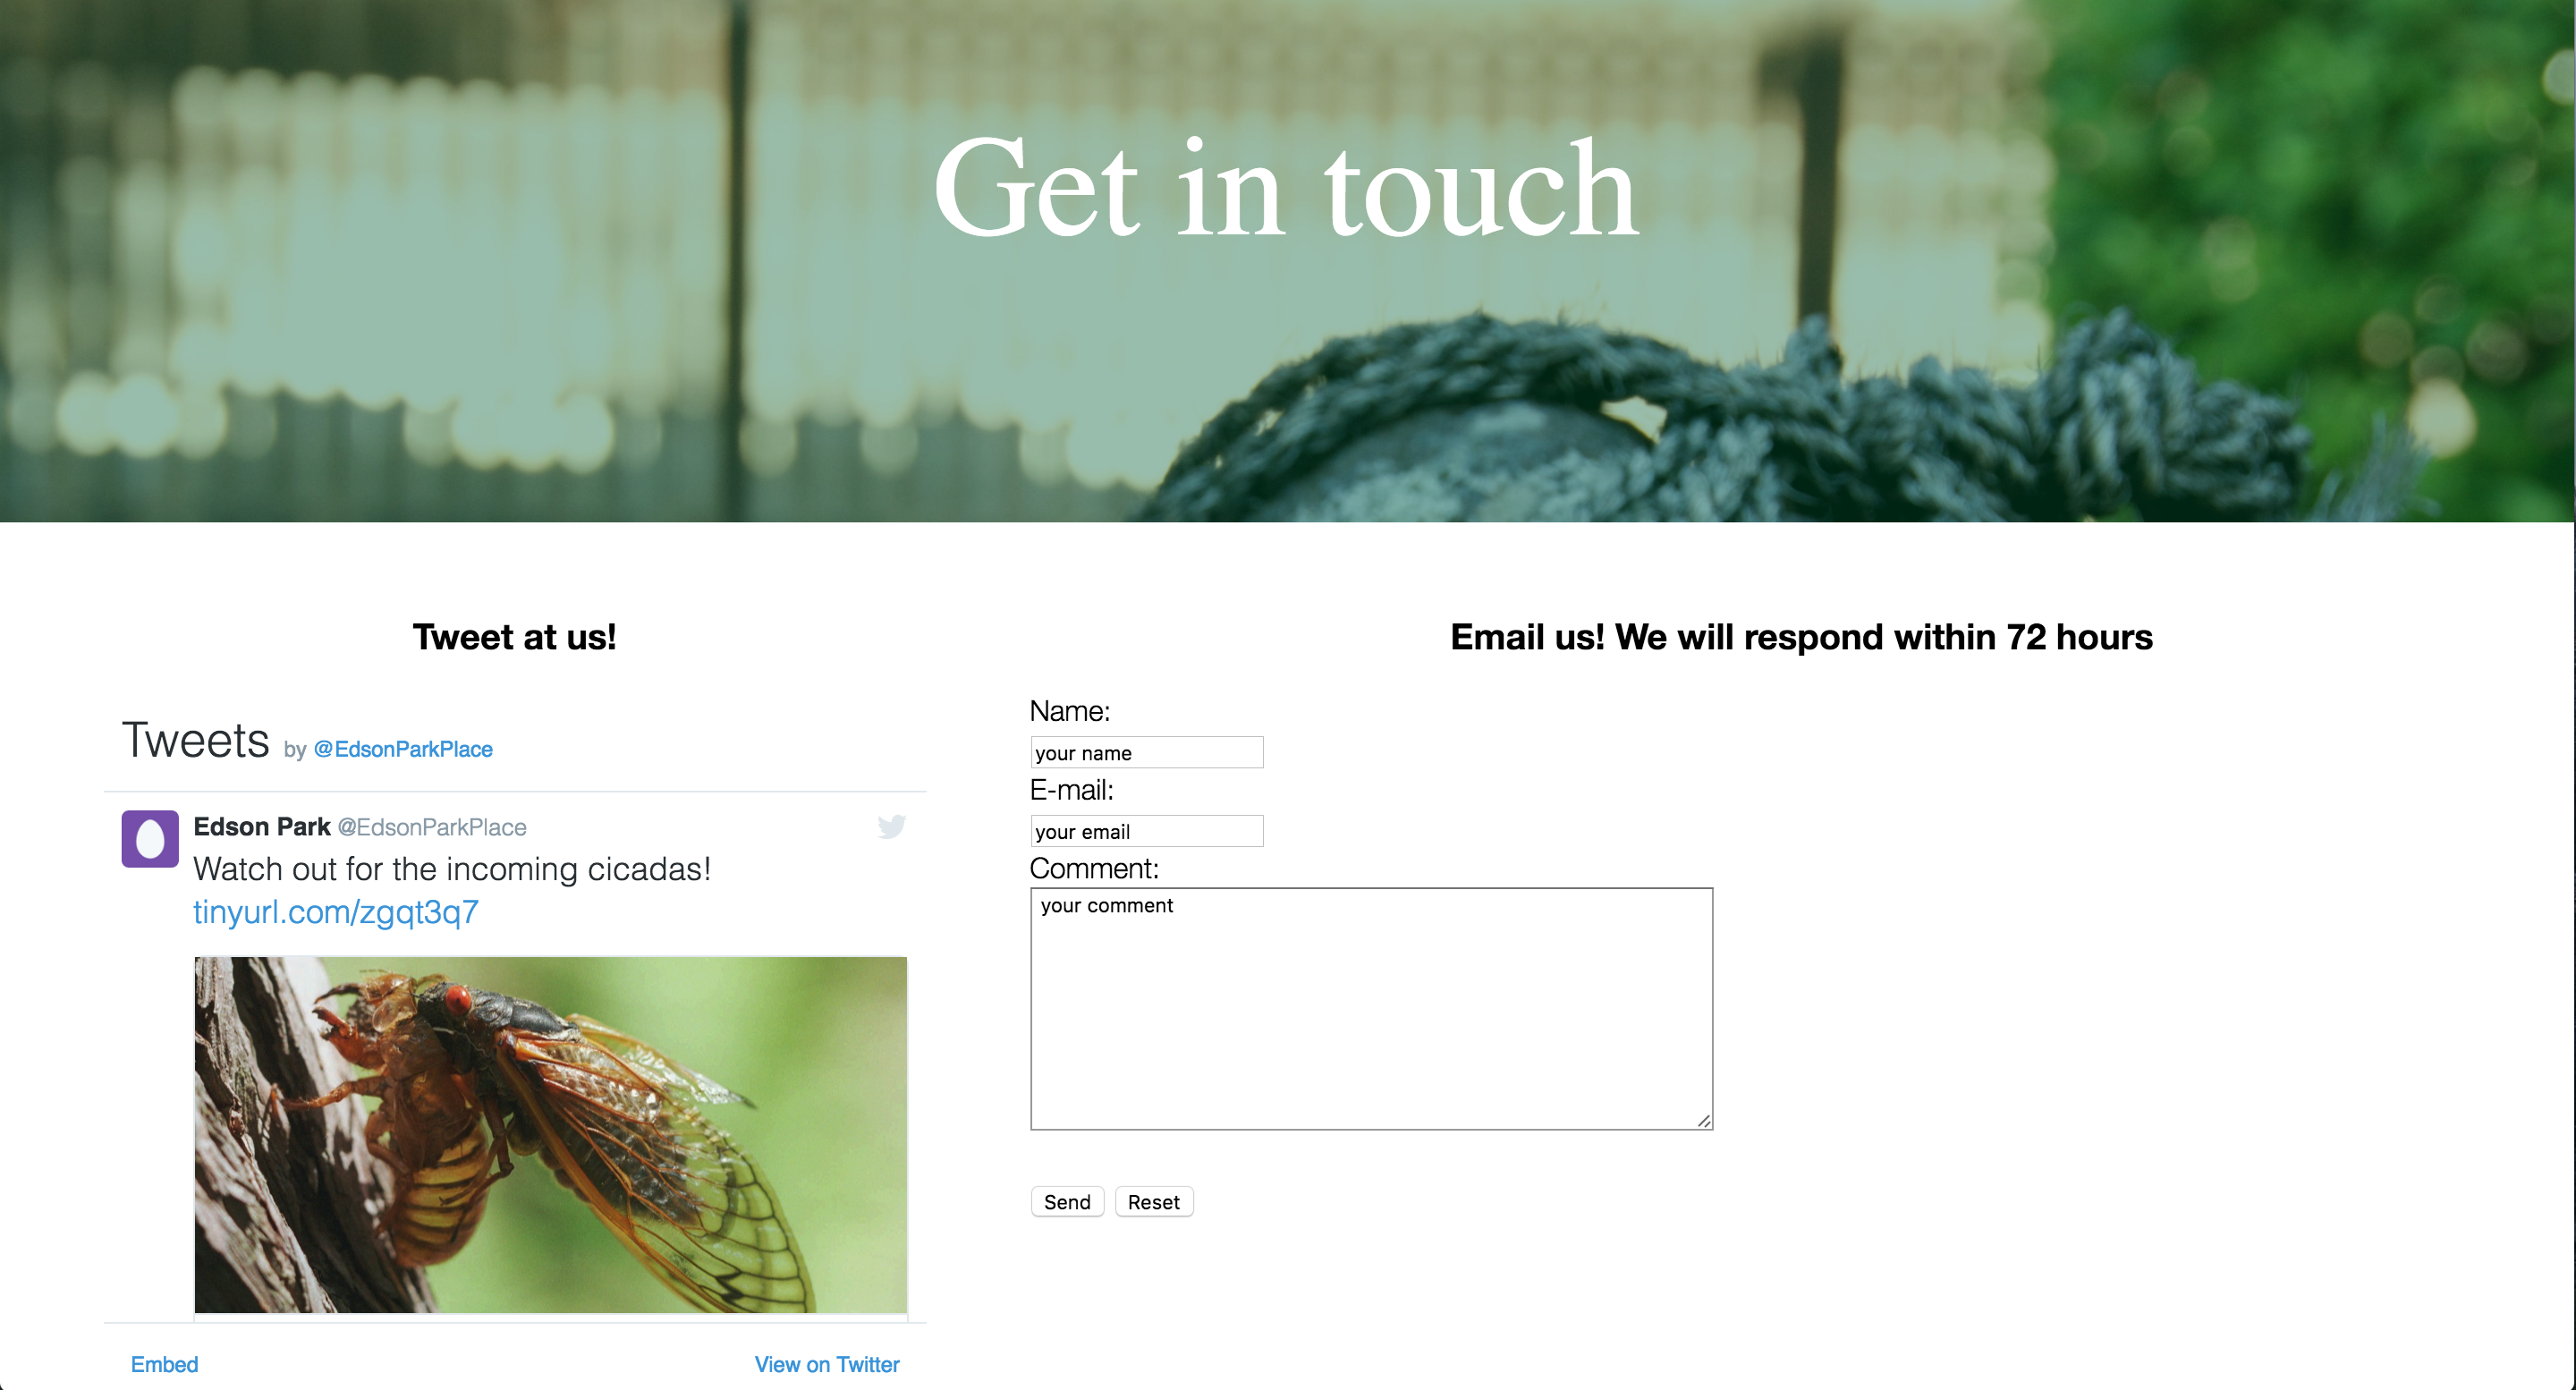 Get in touch
Tweet at us!
Tweets by @EdsonParkPlace
Edson Park @EdsonParkPlace
Watch out for the incoming cicadas!
tinyurl.com/zgqt3q7
Embed
View on Twitter
Email us! We will respond within 72 hours
Name:
your name
E-mail:
your email
Comment:
your comment
Send
Reset